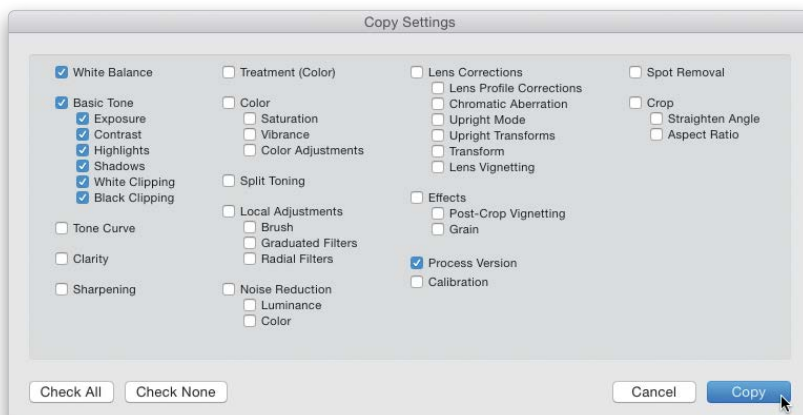 Copy Settings
White Balance
Basic Tone
Exposure
Contrast
Highlights
Shadows
White Clipping
Black Clipping
Tone Curve
Clarity
Sharpening
Treatment (Color)
Color
Saturation
Vibrance
Color Adjustments
Split Toning
Local Adjustments
Brush
Graduated Filters
Radial Filters
Noise Reduction
Luminance
Color
Lens Corrections
Lens Profile Corrections
Chromatic Aberration
Upright Mode
Upright Transforms
Transform
Lens Vignetting
Effects
Post-Crop Vignetting
Grain
Process Version
Calibration
Spot Removal
Crop
Straighten Angle
Aspect Ratio
Check All
Check None
Cancel
Copy